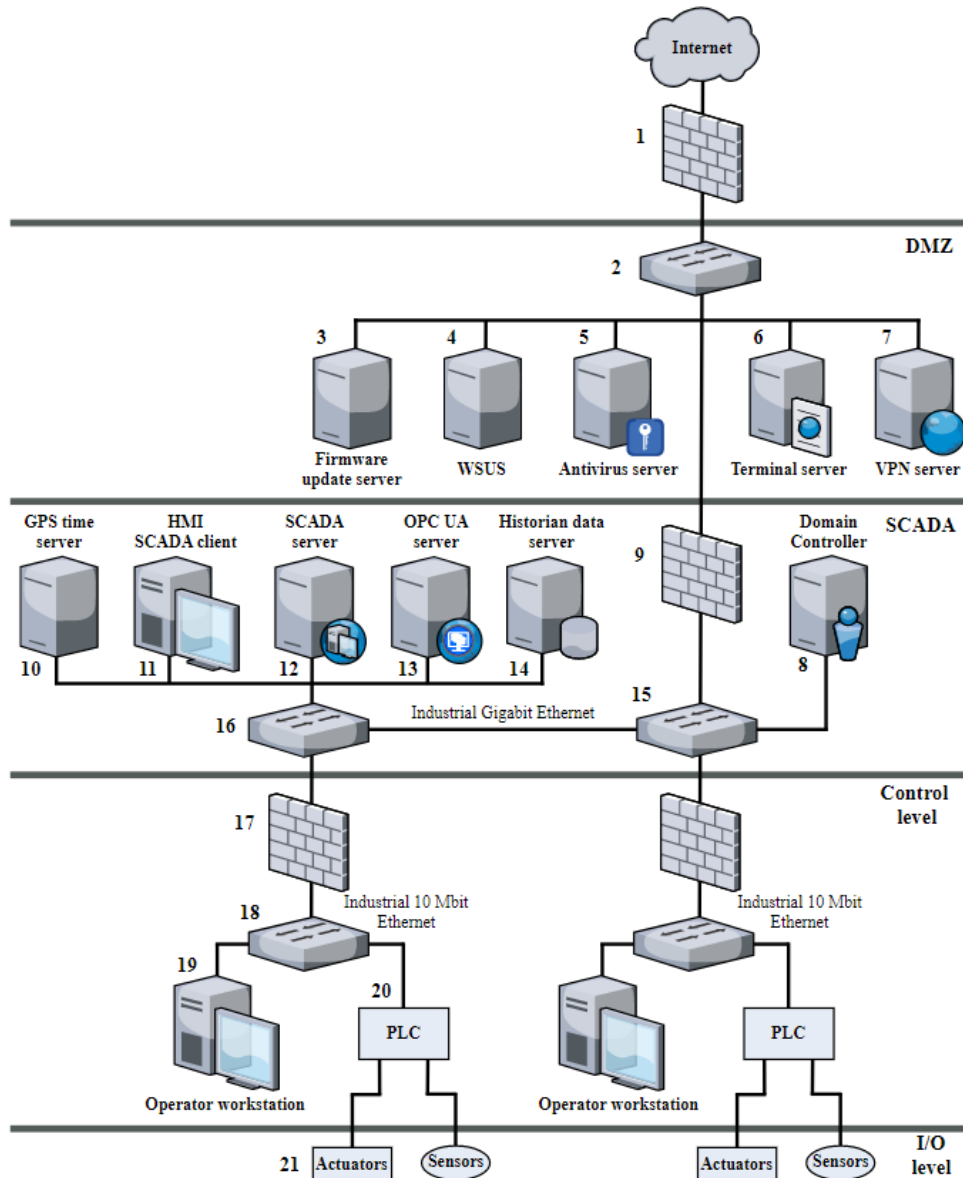 Internet
1
DMZ
2
3
4
5
6
7
Firmware
update server
WSUS
Antivirus server
Terminal server
VPN server
GPS time
server
HMI
SCADA client
SCADA
server
OPC UA
server
Historian data
server
9
Domain
Controller
SCADA
10
11
12
13
14
8
15
16
Industrial Gigabit Ethernet
Control
level
17
Industrial 10 Mbit
Ethernet
Industrial 10 Mbit
Ethernet
18
19
20
PLC
PLC
Operator workstation
Operator workstation
I/O
level
21
Actuators
Sensors
Actuators
Sensors